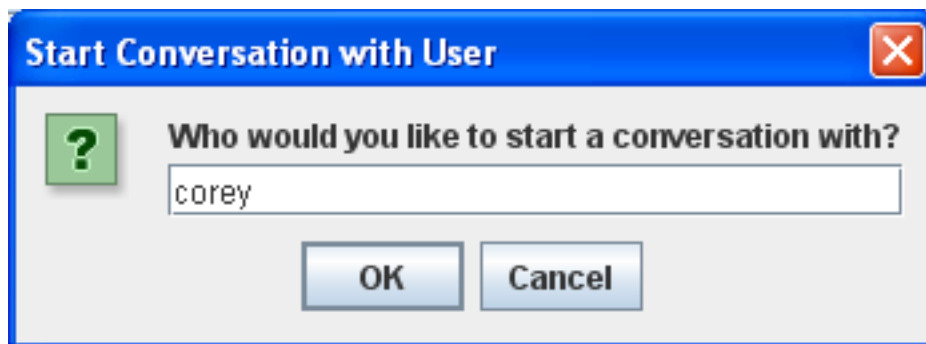 Start Conversation with User
Who would you like to start a conversation with?
corey
OK Cancel